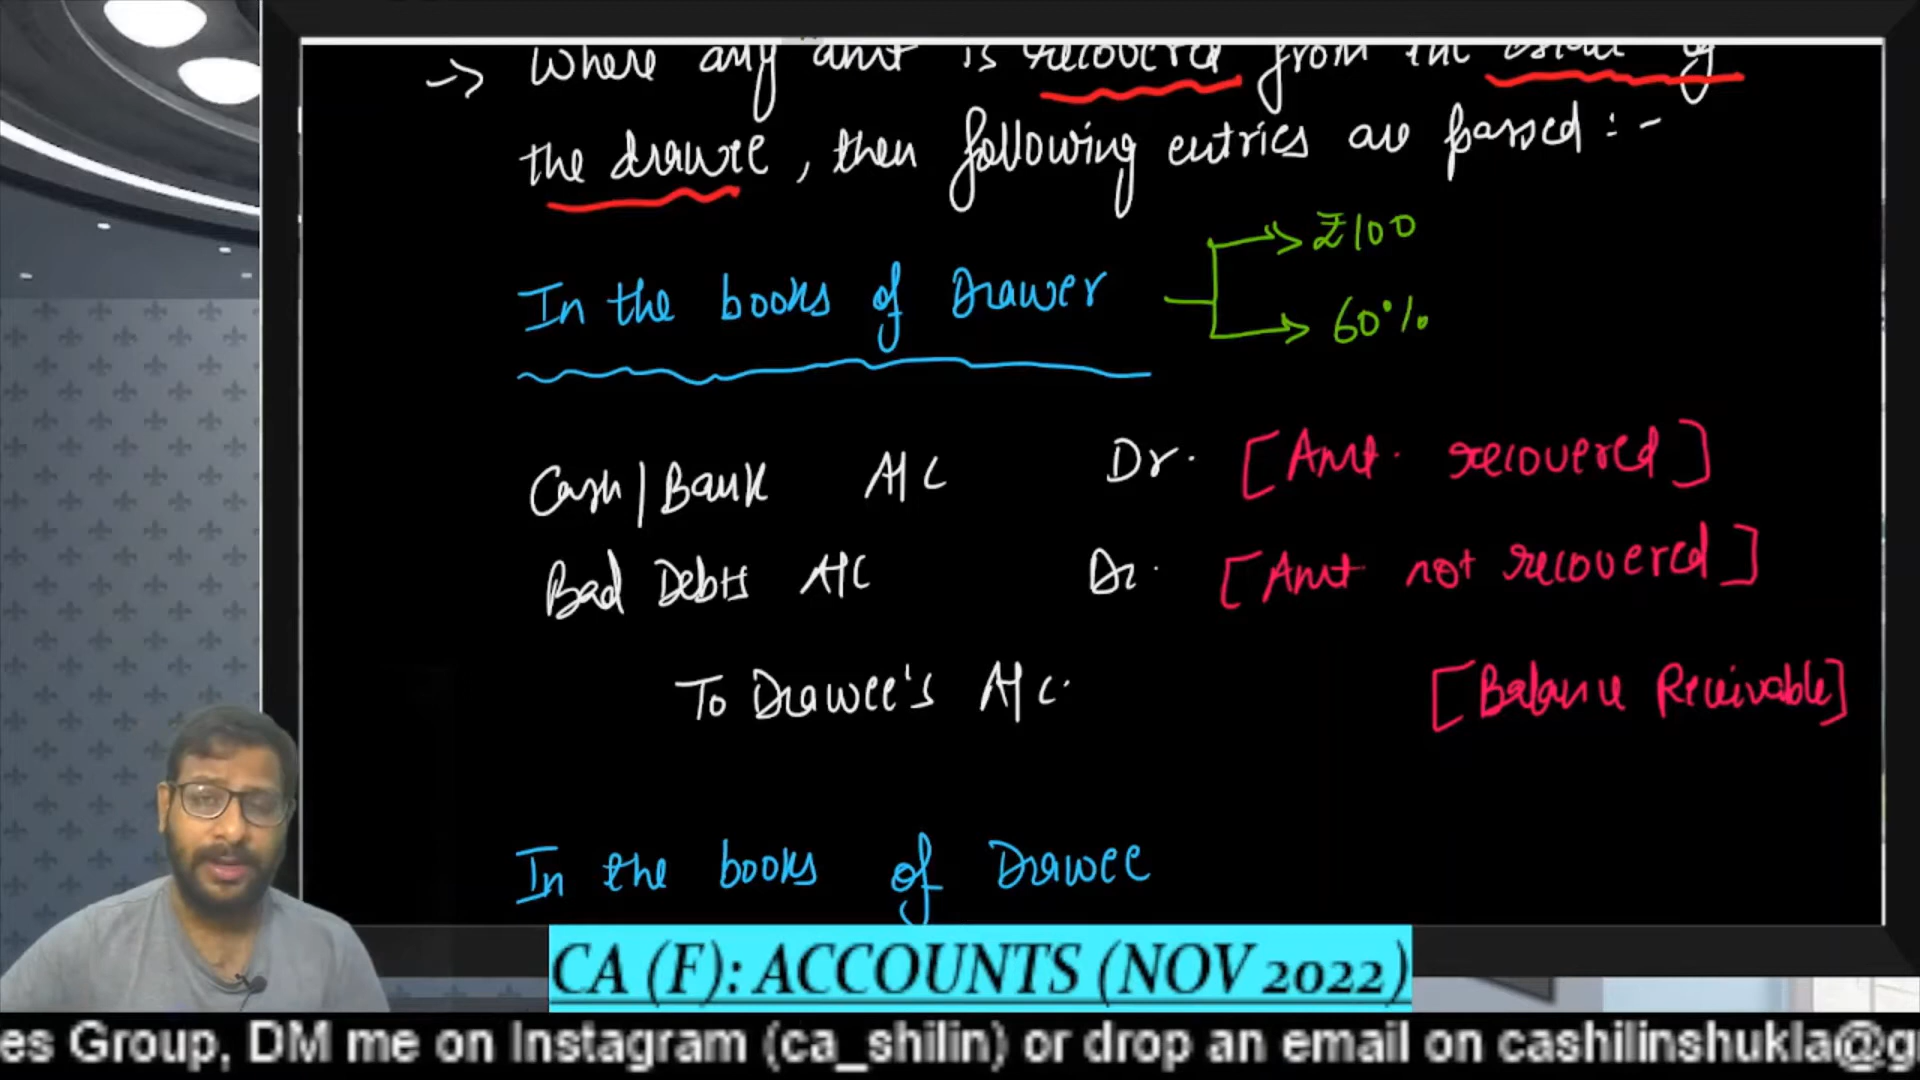 -> Where any amt is recovered from the estate of
the drawee, then following entries are passed :-
₹100
In the books of Drawer
60%
Cash/Bank A/c Dr. [Amt. recovered]
Bad Debts A/C Dr. [Amt not recovered]
To Drawee's A/c. [Balance Receivable]
In the books of Drawee
CA (F): ACCOUNTS (NOV 2022)
es Group, DM me on Instagram (ca_shilin) or drop an email on cashilinshukla@g